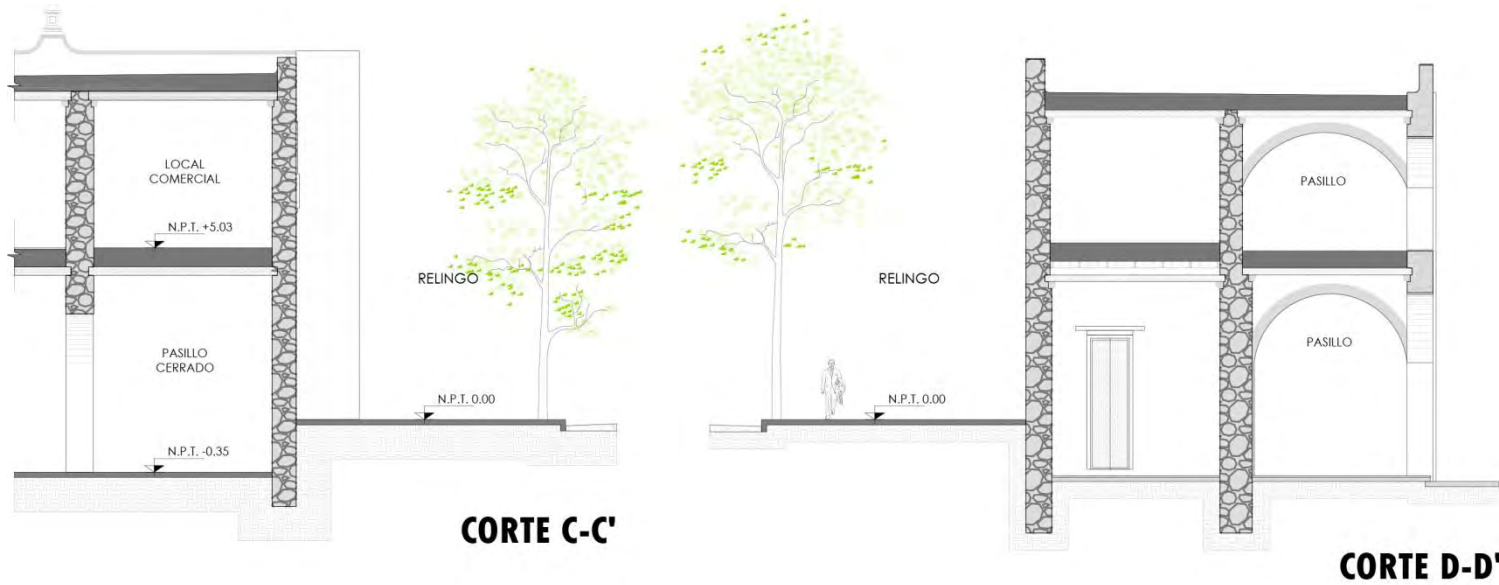 LOCAL
COMERCIAL
N.P.T. +5.03
RELINGO
PASILLO
CERRADO
N.P.T. 0.00
N.P.T. -0.35
CORTE C-C'
PASILLO
RELINGO
PASILLO
N.P.T. 0.00
CORTE D-D'